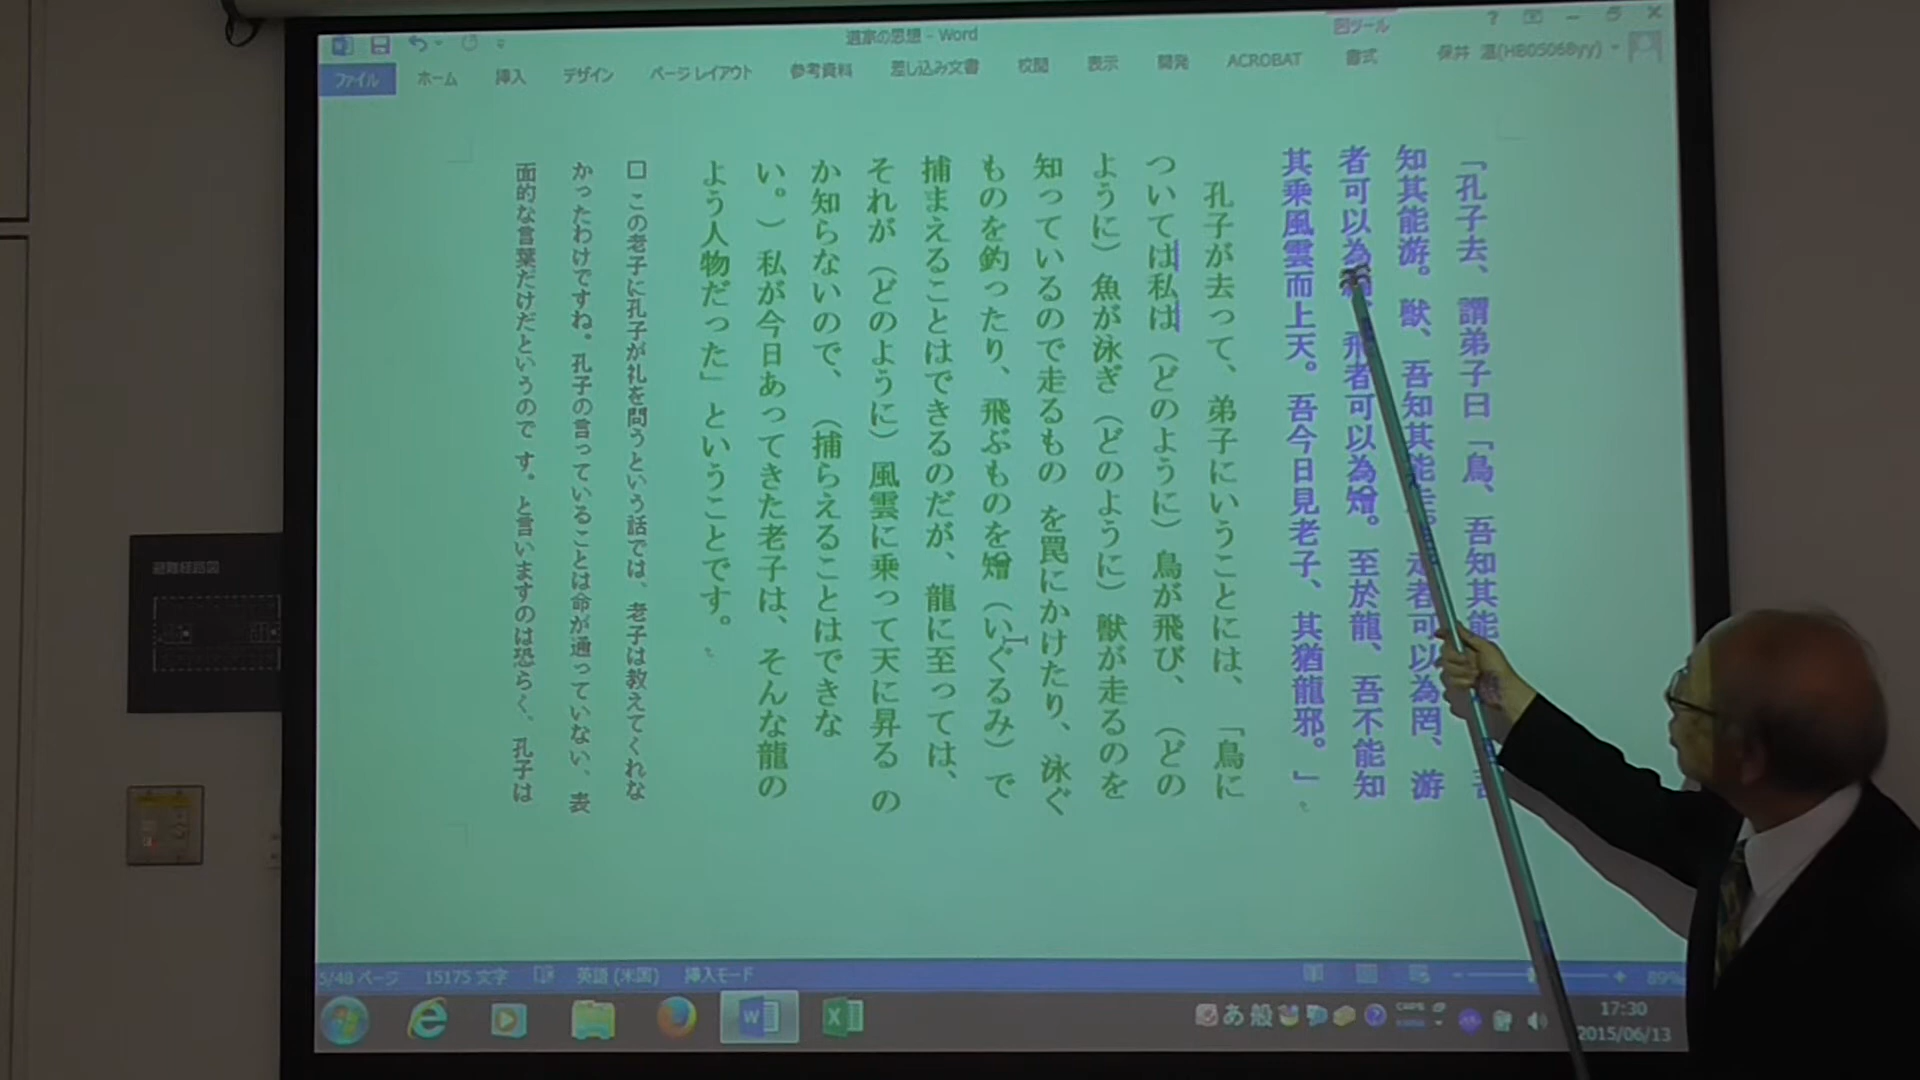 道家の思想 - Word
図ツール
ファイル ホーム 挿入 デザイン ページ レイアウト 参考資料 差し込み文書 校閲 表示 開発 ACROBAT 書式
「孔子去、謂弟子曰「鳥、吾知其能
知其能游。獣、吾知其能走。走者可以為罔、游
者可以為 飛者可以為矰。至於龍、吾不能知
其乗風雲而上天。吾今日見老子、其猶龍邪。」
孔子が去って、弟子にいうことには、「鳥に
ついては私は（どのように）鳥が飛び、（どの
ように）魚が泳ぎ（どのように）獣が走るのを
知っているので走るもの を罠にかけたり、泳ぐ
ものを釣ったり、飛ぶものを矰（いぐるみ）で
捕まえることはできるのだが、龍に至っては、
それが（どのように）風雲に乗って天に昇る の
か知らないので、（捕らえることはできな
い。）私が今日あってきた老子は、そんな龍の
よう人物だった」ということです。
□ この老子に孔子が礼を問うという話では、老子は教えてくれな
かったわけですね。孔子の言っていることは命が通っていない、表
面的な言葉だけだというので す。と言いますのは恐らく、孔子は
5/48 ページ 15175 文字 英語 (米国) 挿入モード
89%
あ 般
CAPS
17:30
2015/06/13
避難経路図